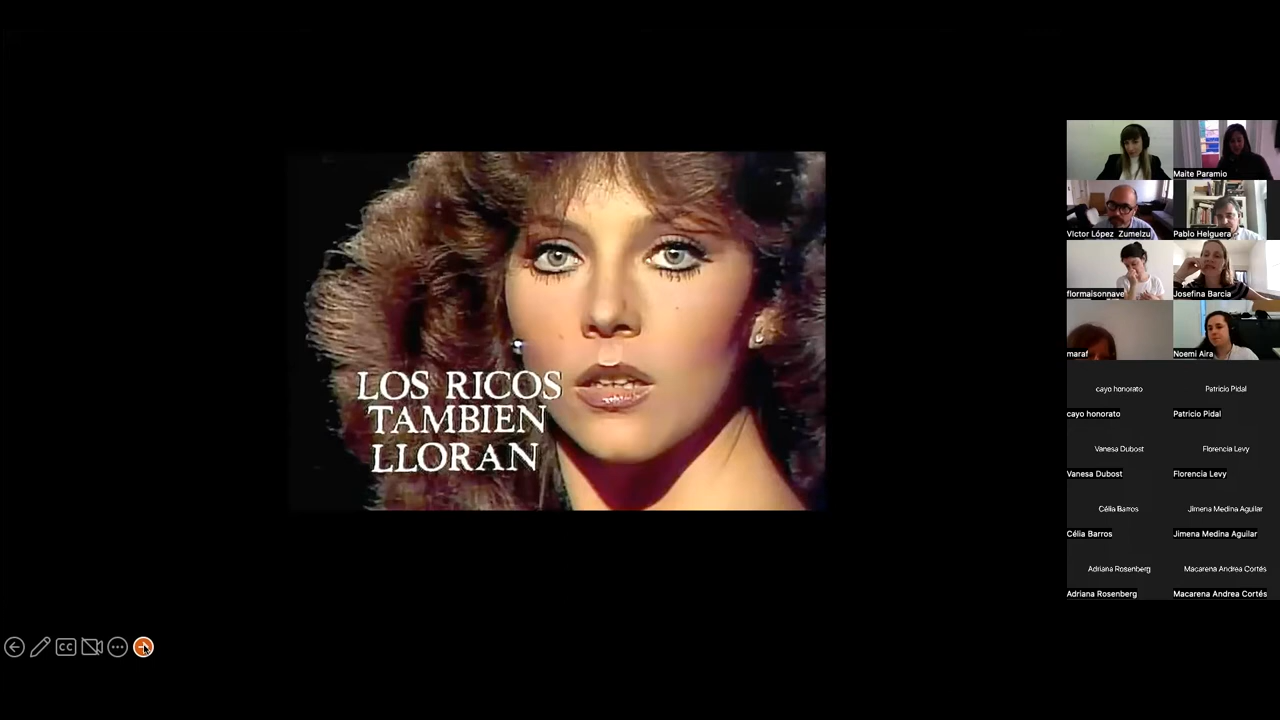 LOS RICOS
TAMBIEN
LLORAN
Maite Paramio
VIctor López Zumelzu
Pablo Helguera
flormaisonnave
Josefina Barcia
maraf
Noemi Aira
cayo honorato
Patricio Pidal
cayo honorato
Patricio Pidal
Vanesa Dubost
Florencia Levy
Vanesa Dubost
Florencia Levy
Célia Barros
Jimena Medina Aguilar
Célia Barros
Jimena Medina Aguilar
Adriana Rosenberg
Macarena Andrea Cortés
Adriana Rosenberg
Macarena Andrea Cortés
CC